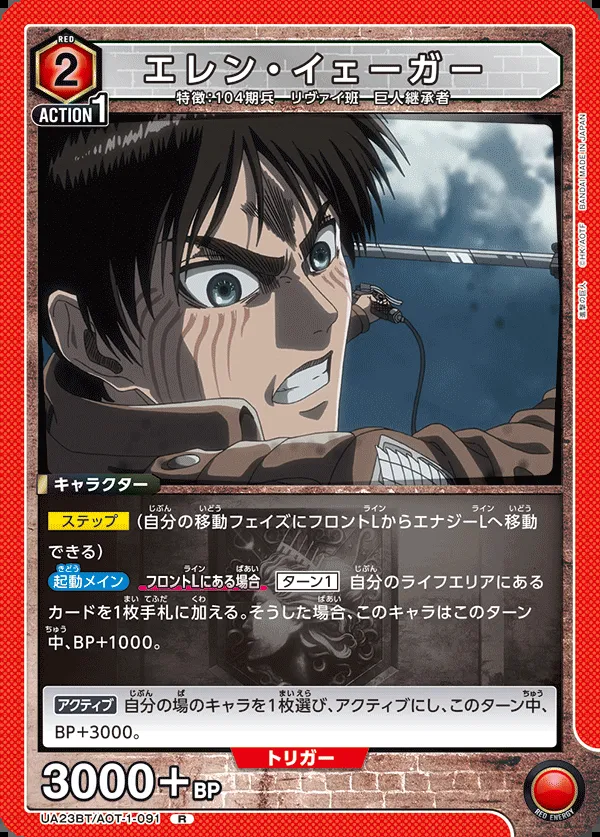 RED
2
ACTION 1
エレン・イェーガー
特徴:104期兵 リヴァイ班 巨人継承者
進撃の巨人 ©HK/AOTF BANDAI MADE IN JAPAN
キャラクター
ステップ (自分の移動フェイズにフロントLからエナジーLへ移動
できる)
起動メイン フロントLにある場合 ターン1 自分のライフエリアにある
カードを1枚手札に加える。そうした場合、このキャラはこのターン
中、BP+1000。
アクティブ 自分の場のキャラを1枚選び、アクティブにし、このターン中、
BP+3000。
トリガー
3000+BP
UA23BT/AOT-1-091 R
RED ENERGY